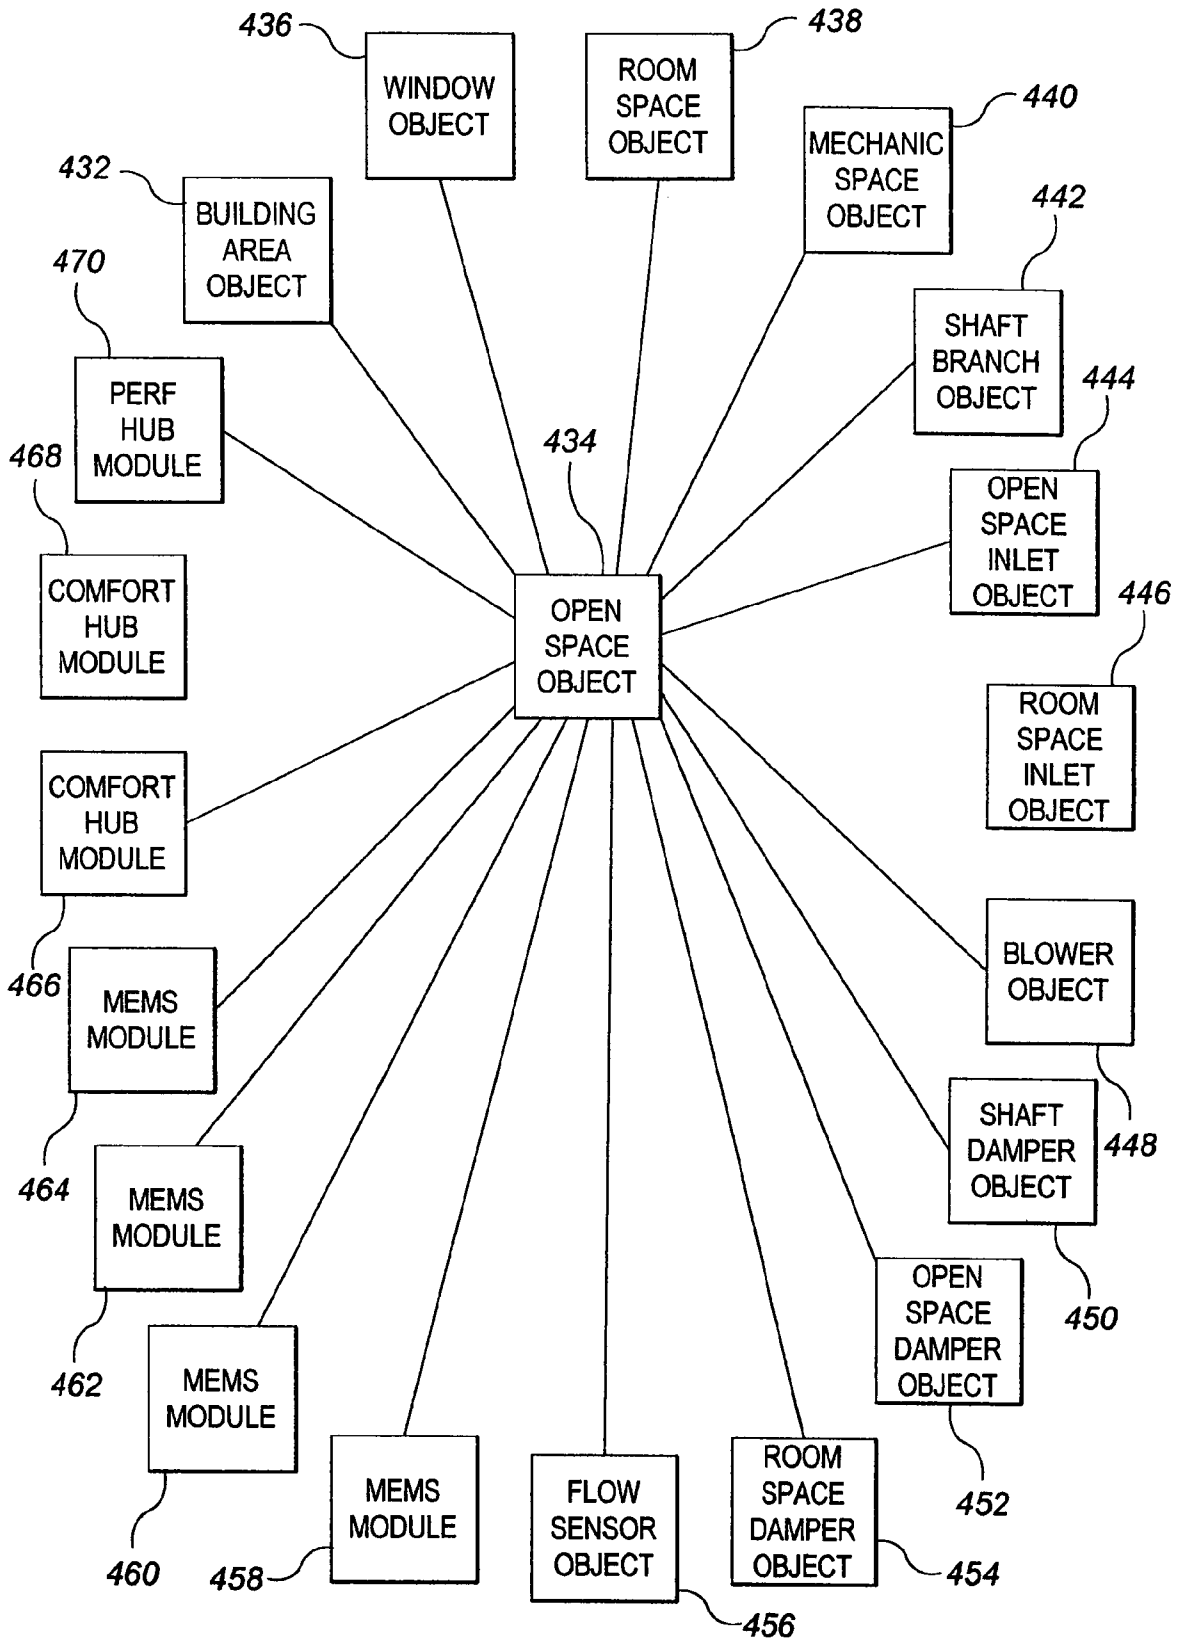 436
WINDOW
OBJECT
438
ROOM
SPACE
OBJECT
440
MECHANIC
SPACE
OBJECT
432
BUILDING
AREA
OBJECT
442
SHAFT
BRANCH
OBJECT
470
PERF
HUB
MODULE
444
OPEN
SPACE
INLET
OBJECT
468
COMFORT
HUB
MODULE
434
OPEN
SPACE
OBJECT
446
ROOM
SPACE
INLET
OBJECT
COMFORT
HUB
MODULE
466
BLOWER
OBJECT
448
MEMS
MODULE
464
SHAFT
DAMPER
OBJECT
450
MEMS
MODULE
462
OPEN
SPACE
DAMPER
OBJECT
452
MEMS
MODULE
460
MEMS
MODULE
458
FLOW
SENSOR
OBJECT
456
ROOM
SPACE
DAMPER
OBJECT
454